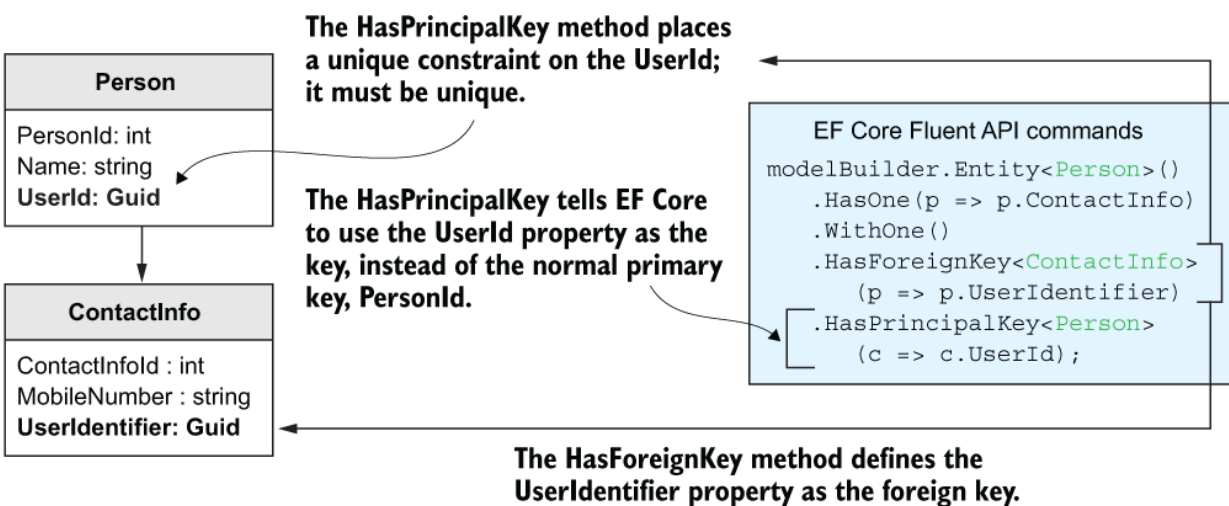 The HasPrincipalKey method places
a unique constraint on the UserId;
it must be unique.
Person
PersonId: int
Name: string
UserId: Guid
EF Core Fluent API commands
modelBuilder.Entity<Person>()
.HasOne(p => p.ContactInfo)
.WithOne()
.HasForeignKey<ContactInfo>
(p => p.UserIdentifier)
.HasPrincipalKey<Person>
(c => c.UserId);
The HasPrincipalKey tells EF Core
to use the UserId property as the
key, instead of the normal primary
key, PersonId.
ContactInfo
ContactInfoId : int
MobileNumber : string
UserIdentifier: Guid
The HasForeignKey method defines the
UserIdentifier property as the foreign key.